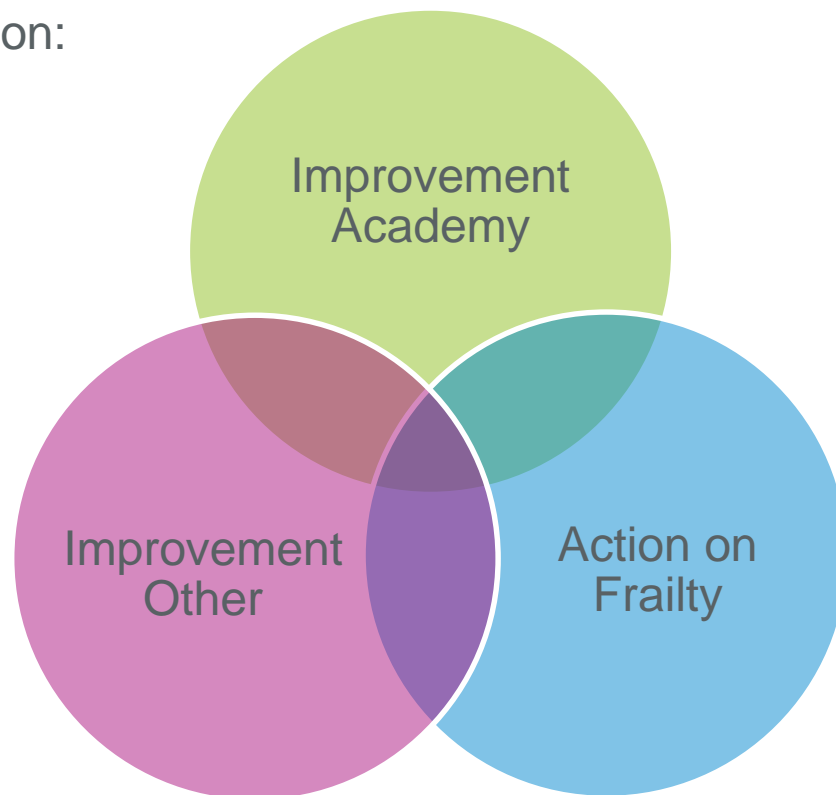 on:
Improvement
Academy
Improvement
Other
Action on
Frailty